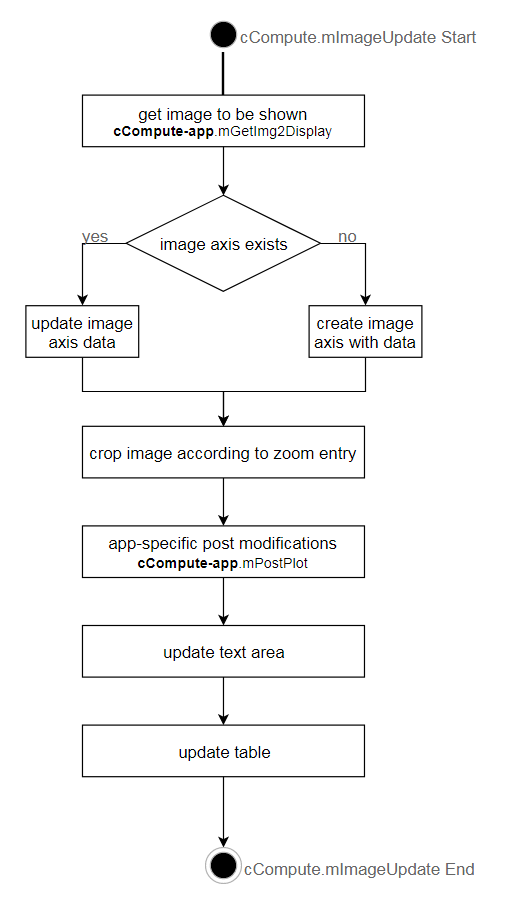 cCompute.mImageUpdate Start
get image to be shown
cCompute-app.mGetImg2Display
image axis exists
yes
no
update image
axis data
create image
axis with data
crop image according to zoom entry
app-specific post modifications
cCompute-app.mPostPlot
update text area
update table
cCompute.mImageUpdate End